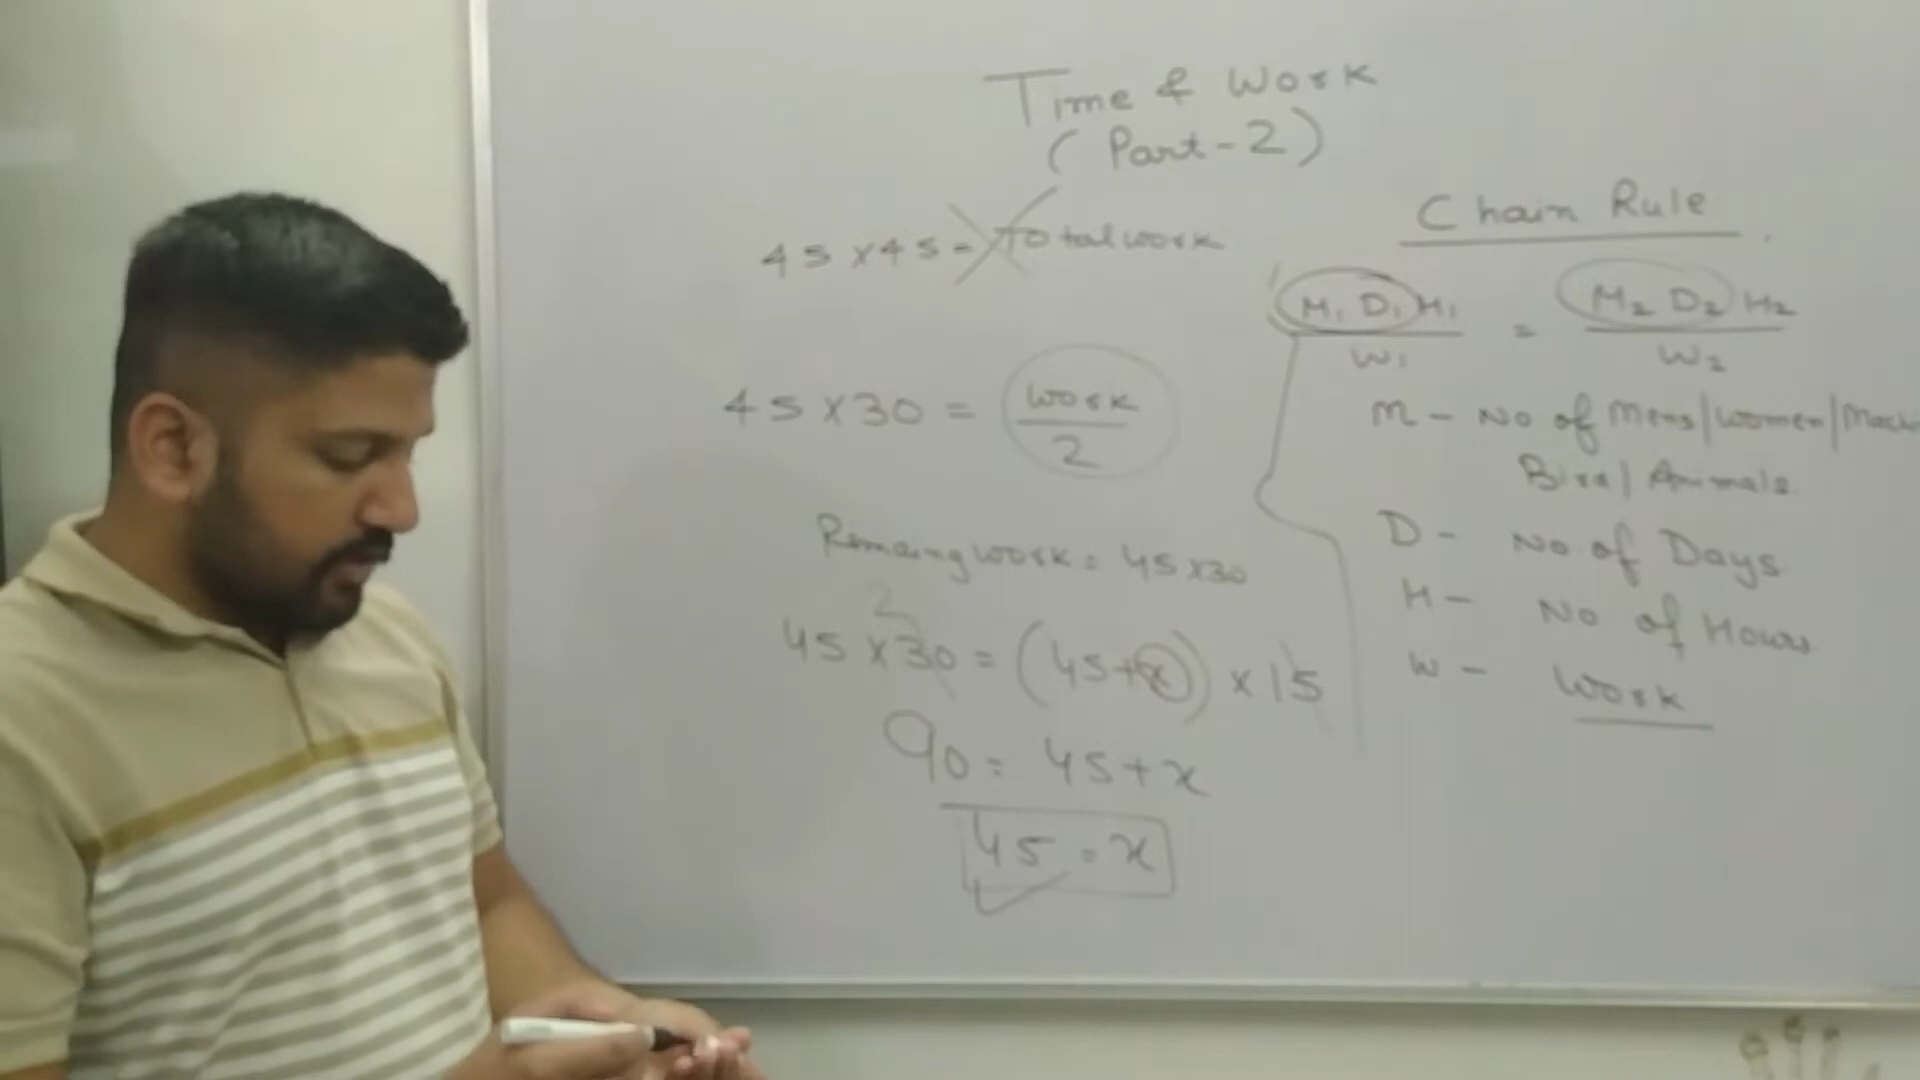 Time & Work
(Part-2)
45 x 45 = Total work
45 x 30 = work
2
Remaing work = 45 x 30
2
45 x 30 = (45+x) x 15
90 = 45+x
45 = x
Chain Rule
M₁ D₁ H₁ = M₂ D₂ H₂
W₁ W₂
M - No of Mens/Women/
Animals
D - No of Days
H - No of Hours
W - Work